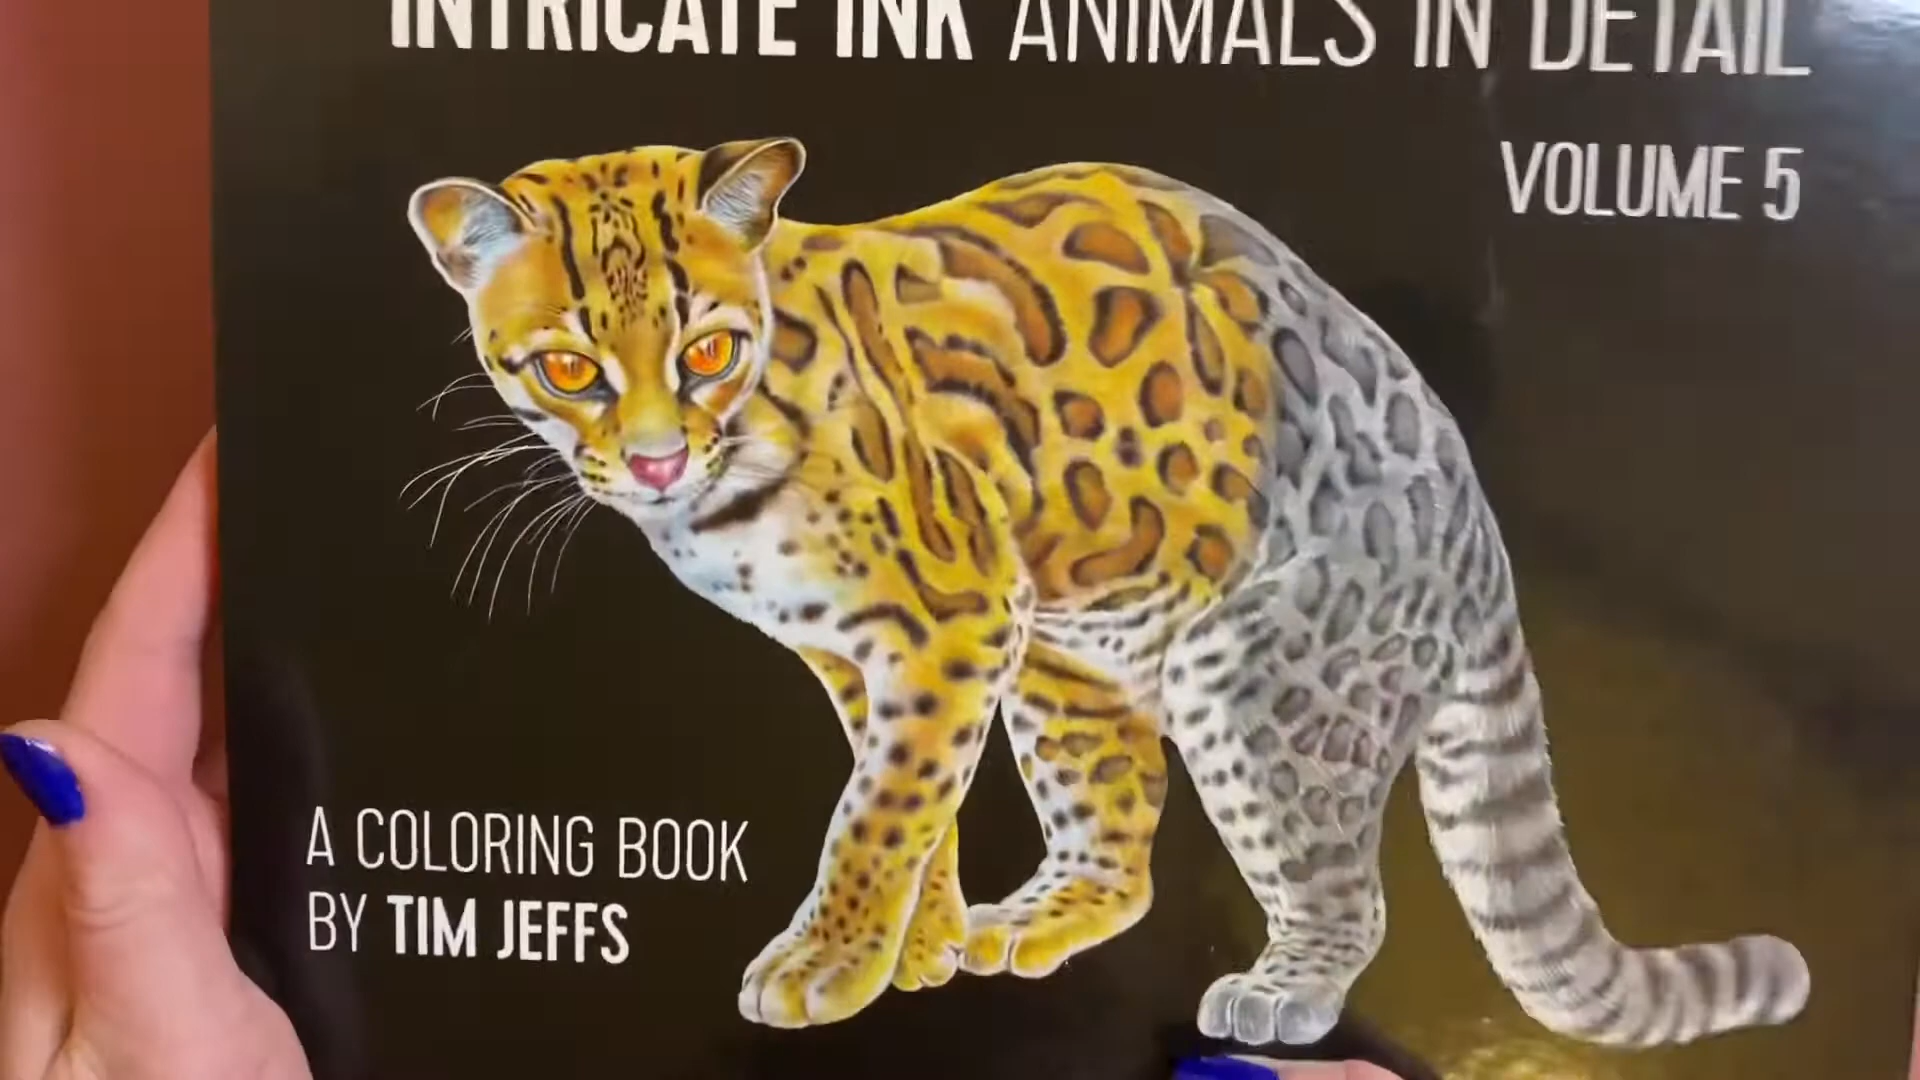 INTRICATE INK ANIMALS IN DETAIL
VOLUME 5
A COLORING BOOK
BY TIM JEFFS